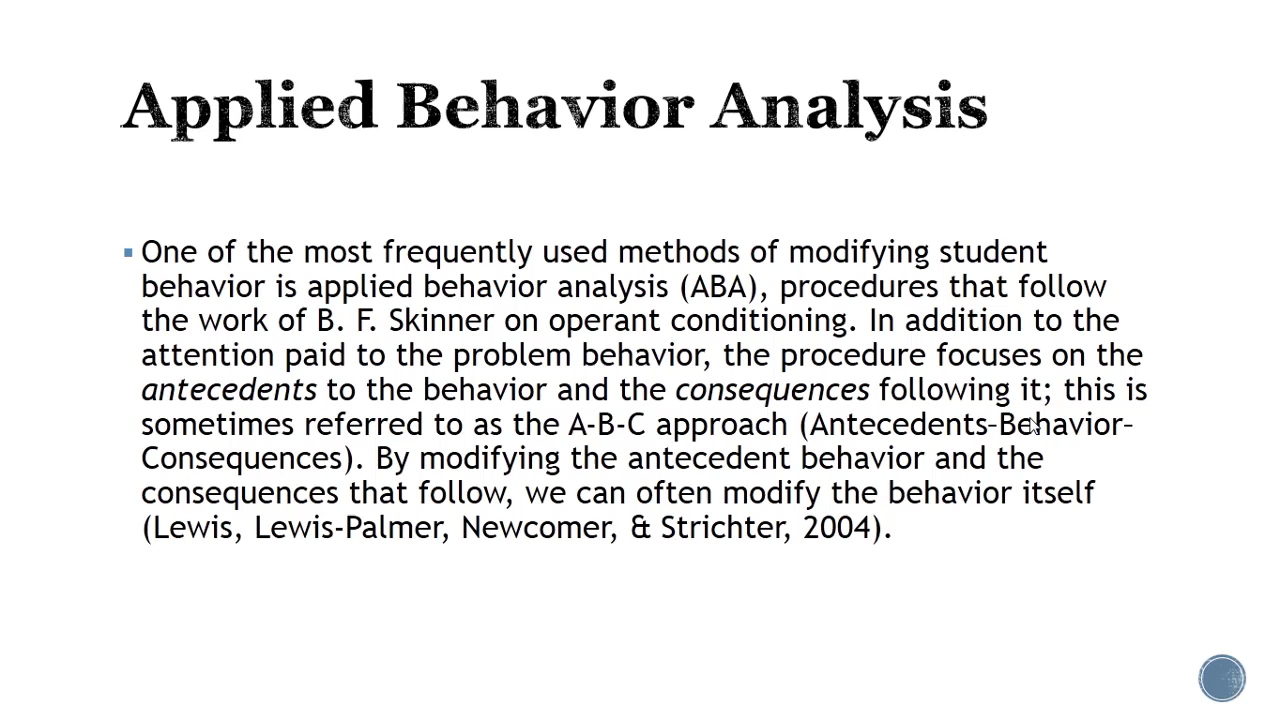 Applied Behavior Analysis
One of the most frequently used methods of modifying student
behavior is applied behavior analysis (ABA), procedures that follow
the work of B. F. Skinner on operant conditioning. In addition to the
attention paid to the problem behavior, the procedure focuses on the
antecedents to the behavior and the consequences following it; this is
sometimes referred to as the A-B-C approach (Antecedents–Behavior–
Consequences). By modifying the antecedent behavior and the
consequences that follow, we can often modify the behavior itself
(Lewis, Lewis-Palmer, Newcomer, & Strichter, 2004).